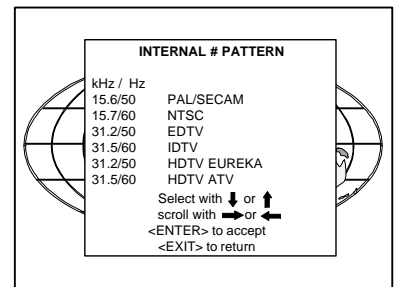 INTERNAL # PATTERN
kHz / Hz
15.6/50 PAL/SECAM
15.7/60 NTSC
31.2/50 EDTV
31.5/60 IDTV
31.2/50 HDTV EUREKA
31.5/60 HDTV ATV
Select with ⬇ or ⬆
scroll with ➡ or ⬅
<ENTER> to accept
<EXIT> to return